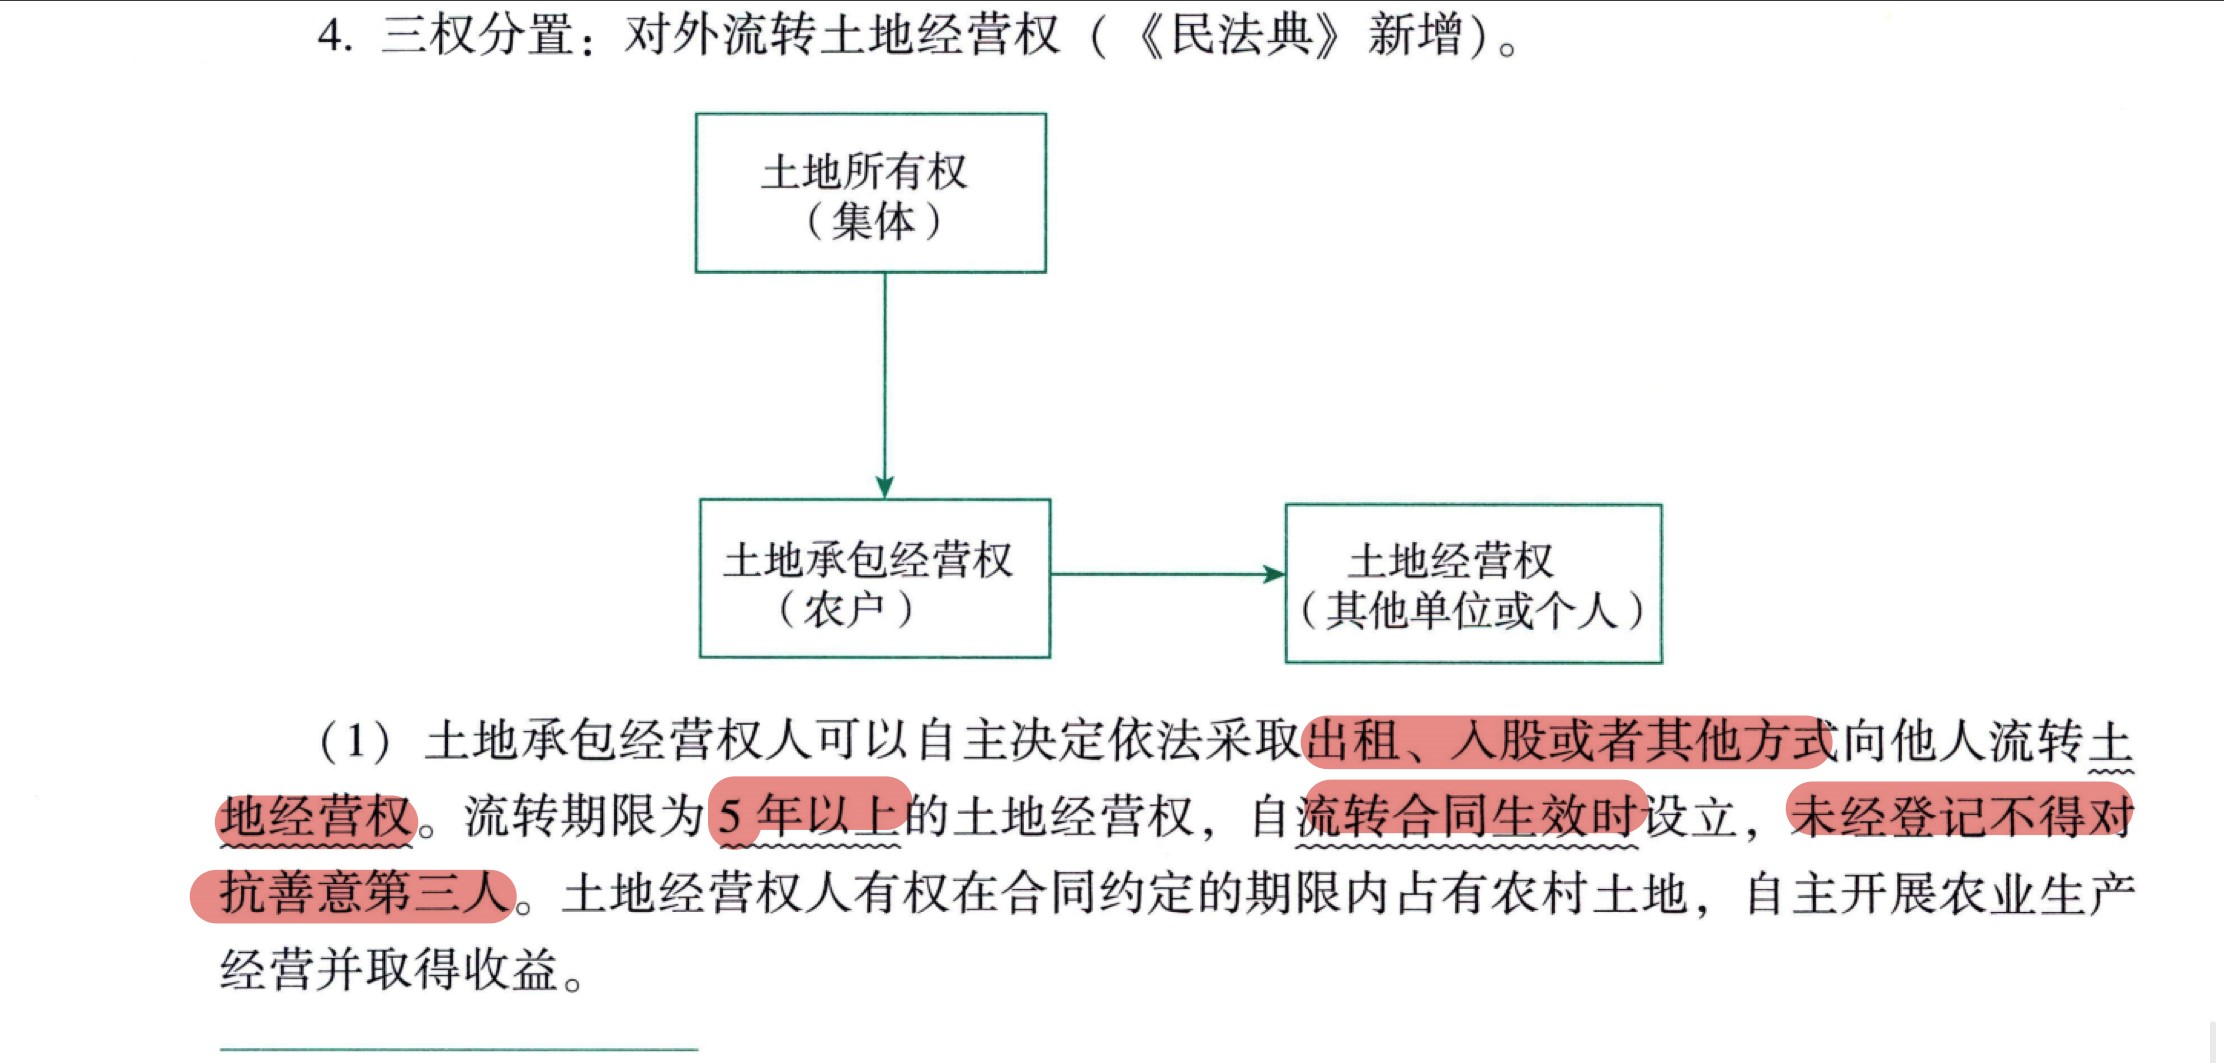 4. 三权分置：对外流转土地经营权（《民法典》新增）。
土地所有权
（集体）
土地承包经营权
（农户）
土地经营权
（其他单位或个人）
（1）土地承包经营权人可以自主决定依法采取出租、入股或者其他方式向他人流转土
地经营权。流转期限为5年以上的土地经营权，自流转合同生效时设立，未经登记不得对
抗善意第三人。土地经营权人有权在合同约定的期限内占有农村土地，自主开展农业生产
经营并取得收益。